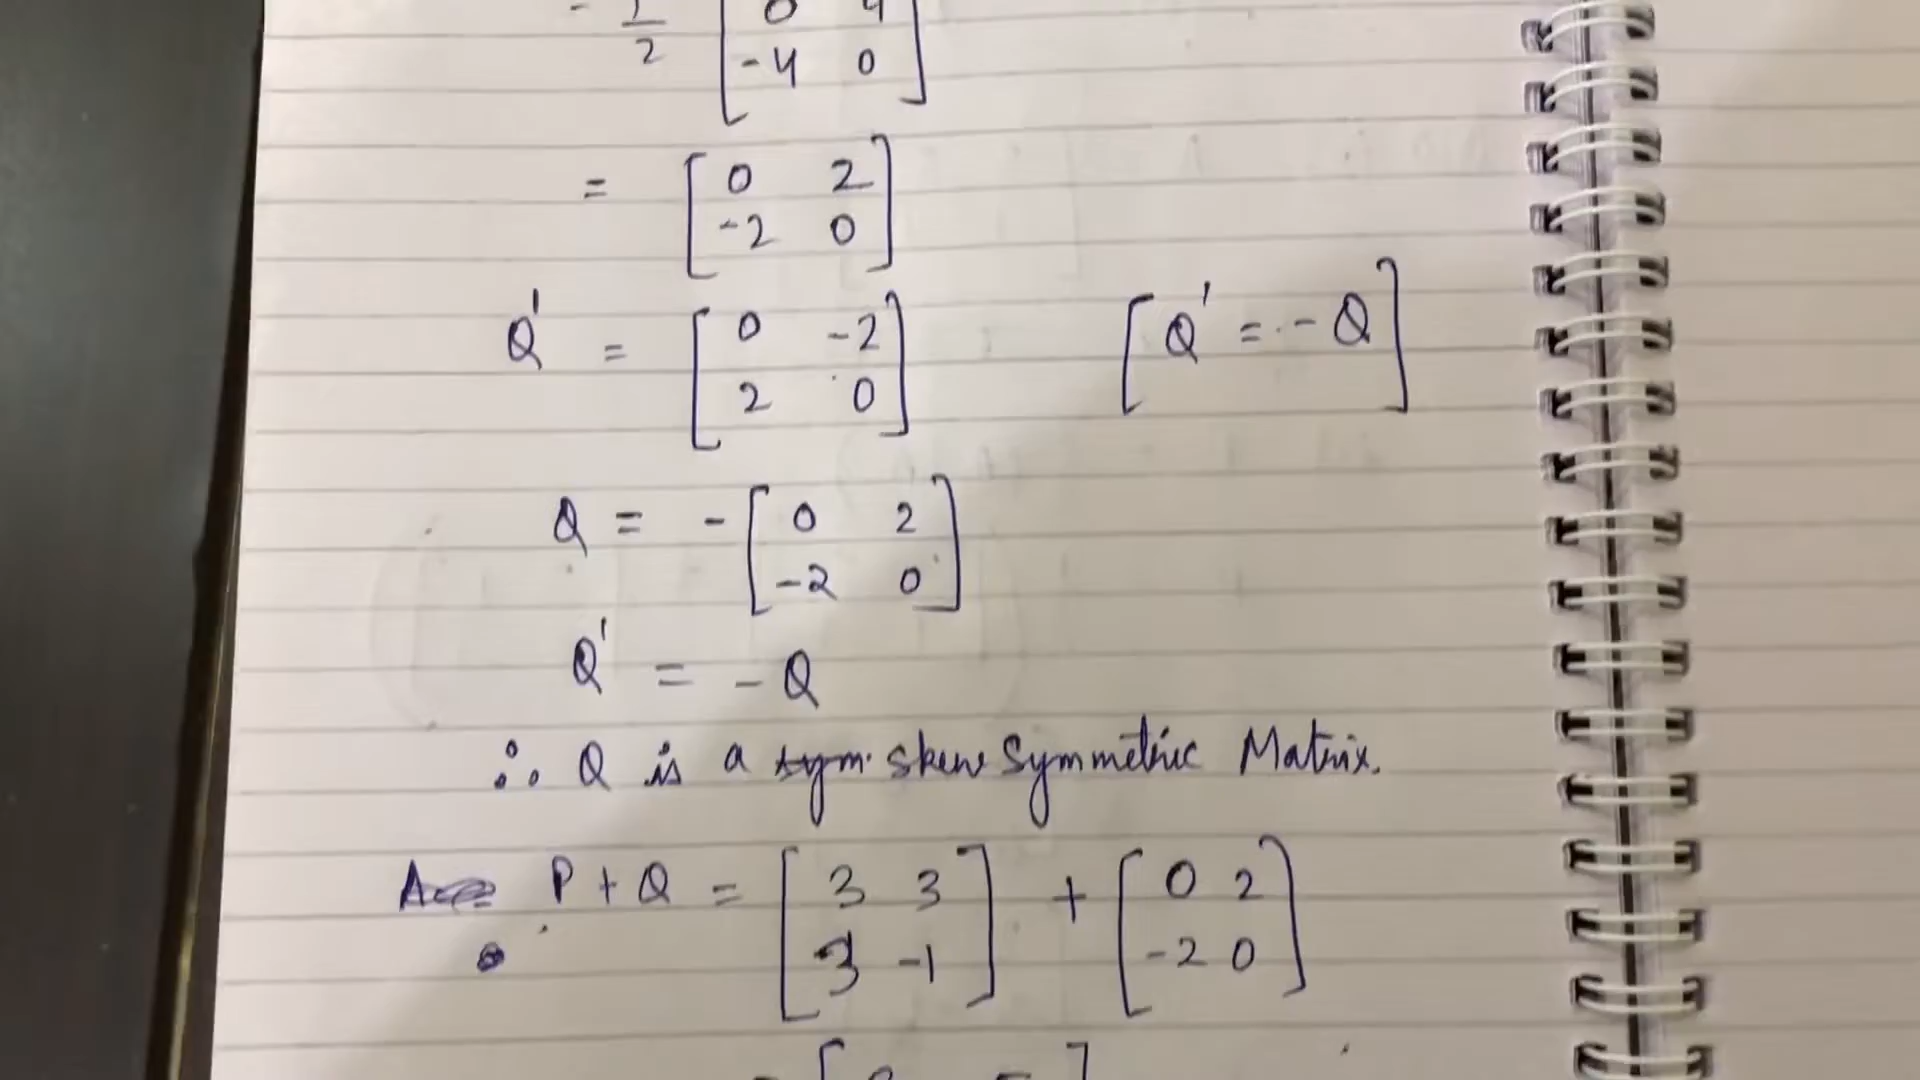 - 1/2 [0 4
-4 0]
= [0 2
-2 0]
Q' = [0 -2
2 0] [Q' = - Q]
Q = - [0 2
-2 0]
Q' = - Q
∴ Q is a sym. skew Symmetric Matrix.
A P + Q = [3 3
3 -1] + [0 2
-2 0]
= [